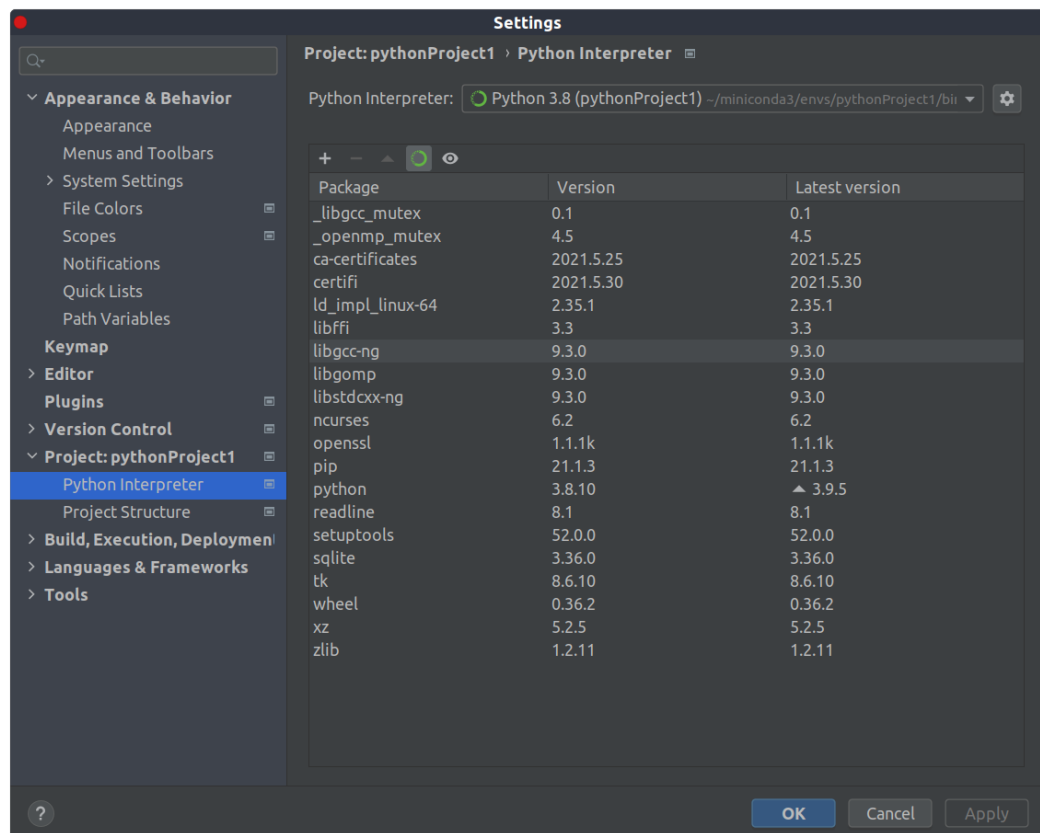 Settings
Appearance & Behavior
Appearance
Menus and Toolbars
System Settings
File Colors
Scopes
Notifications
Quick Lists
Path Variables
Keymap
Editor
Plugins
Version Control
Project: pythonProject1
Python Interpreter
Project Structure
Build, Execution, Deployment
Languages & Frameworks
Tools
Project: pythonProject1 › Python Interpreter
Python Interpreter: Python 3.8 (pythonProject1) ~/miniconda3/envs/pythonProject1/bin
Package Version Latest version
_libgcc_mutex 0.1 0.1
_openmp_mutex 4.5 4.5
ca-certificates 2021.5.25 2021.5.25
certifi 2021.5.30 2021.5.30
ld_impl_linux-64 2.35.1 2.35.1
libffi 3.3 3.3
libgcc-ng 9.3.0 9.3.0
libgomp 9.3.0 9.3.0
libstdcxx-ng 9.3.0 9.3.0
ncurses 6.2 6.2
openssl 1.1.1k 1.1.1k
pip 21.1.3 21.1.3
python 3.8.10 3.9.5
readline 8.1 8.1
setuptools 52.0.0 52.0.0
sqlite 3.36.0 3.36.0
tk 8.6.10 8.6.10
wheel 0.36.2 0.36.2
xz 5.2.5 5.2.5
zlib 1.2.11 1.2.11
? OK Cancel Apply